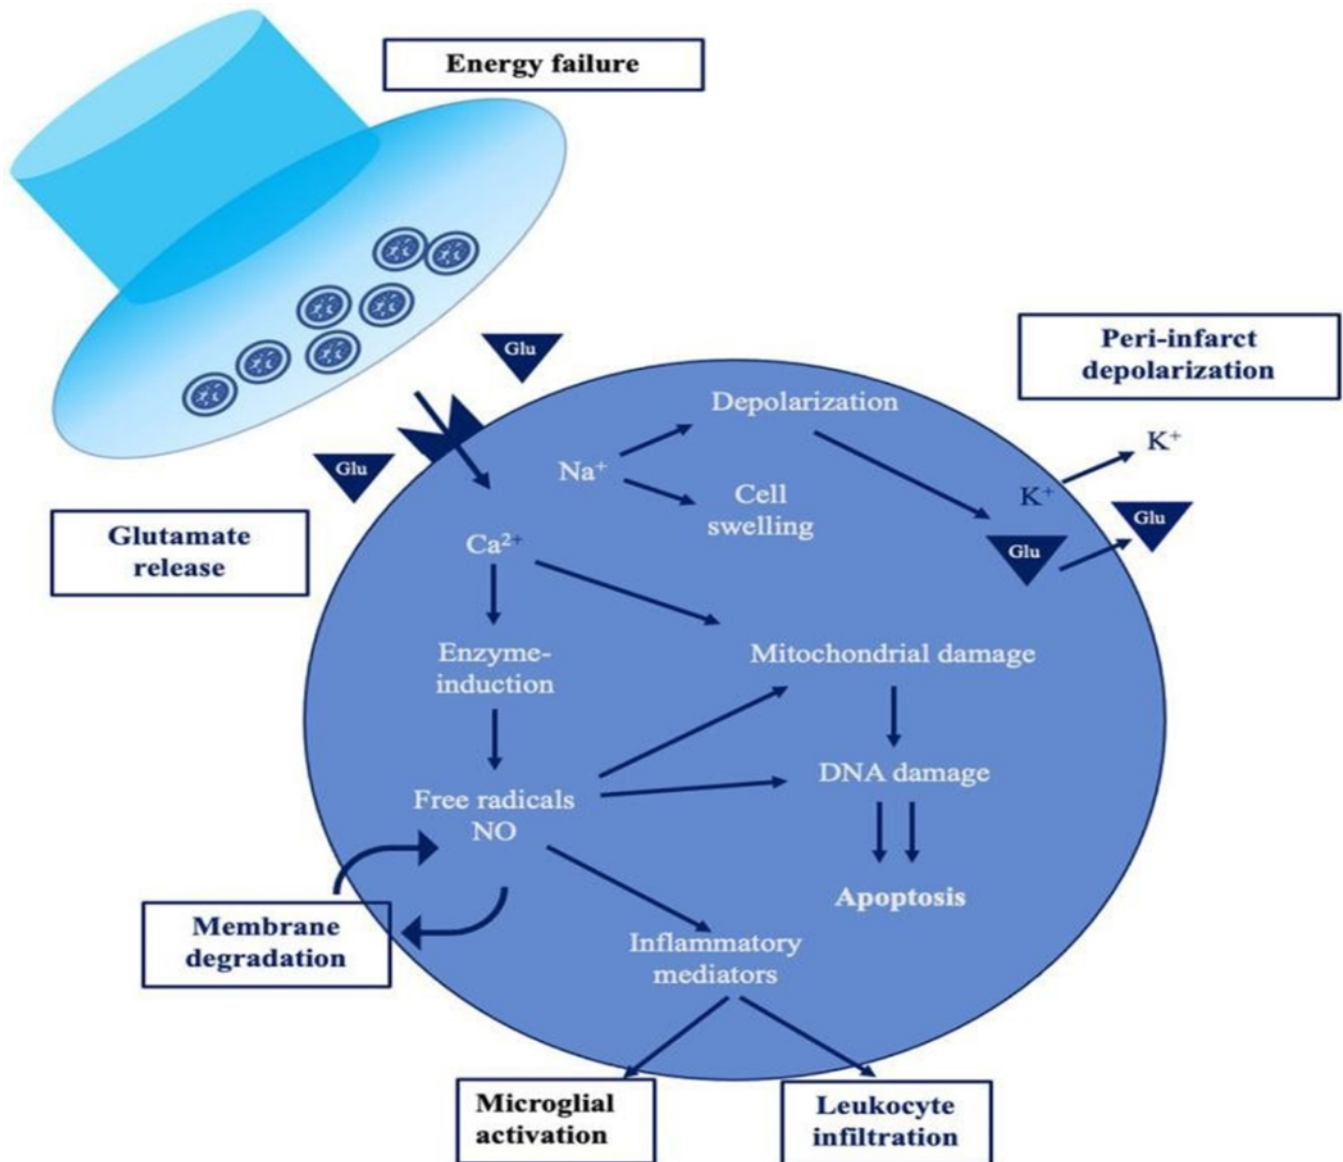 Energy failure
Glu
Peri-infarct
depolarization
Depolarization
K⁺
Glu
Na⁺
K⁺
Cell
swelling
Glu
Glutamate
release
Ca²⁺
Glu
Enzyme-
induction
Mitochondrial damage
DNA damage
Free radicals
NO
Apoptosis
Membrane
degradation
Inflammatory
mediators
Microglial
activation
Leukocyte
infiltration